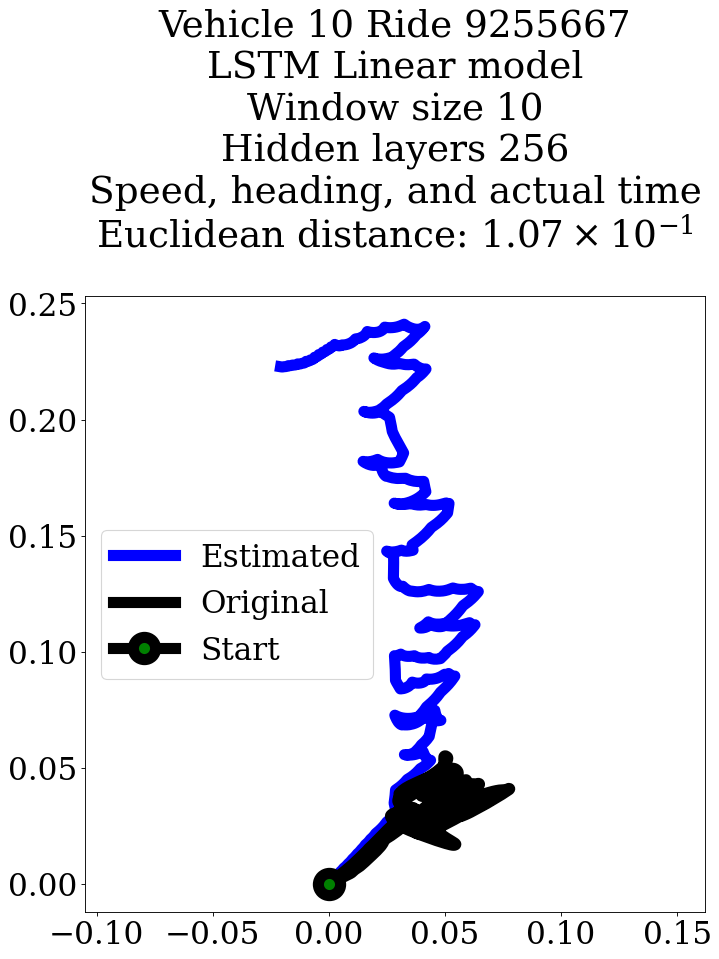 Vehicle 10 Ride 9255667
LSTM Linear model
Window size 10
Hidden layers 256
Speed, heading, and actual time
Euclidean distance: 1.07 × 10⁻¹
0.25
0.20
0.15
0.10
0.05
0.00
Estimated
Original
Start
−0.10 −0.05 0.00 0.05 0.10 0.15